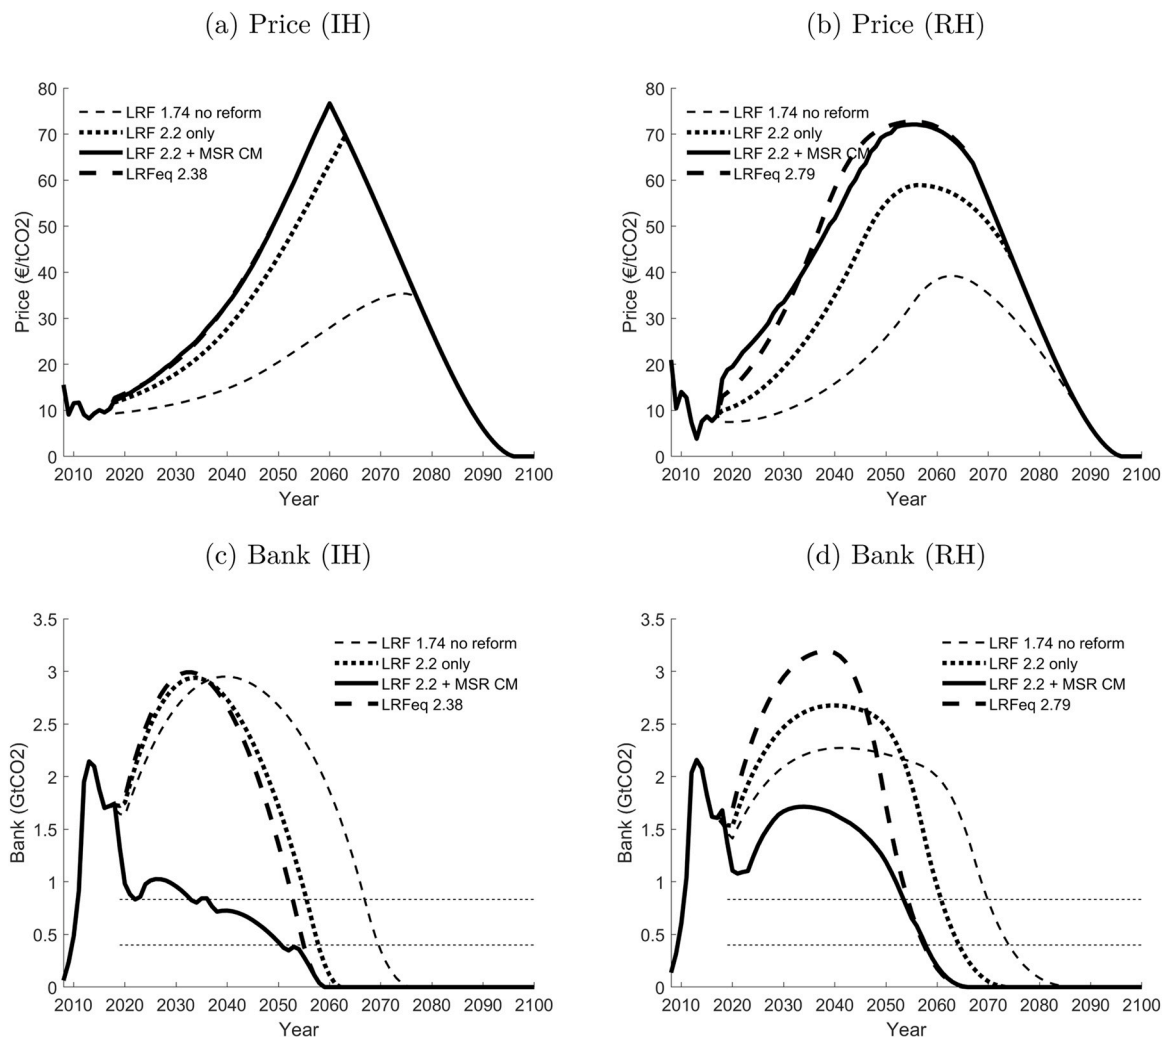 (a) Price (IH)
80
70
60
50
40
30
20
10
0
Price (€/tCO2)
LRF 1.74 no reform
LRF 2.2 only
LRF 2.2 + MSR CM
LRFeq 2.38
2010 2020 2030 2040 2050 2060 2070 2080 2090 2100
Year
(b) Price (RH)
80
70
60
50
40
30
20
10
0
Price (€/tCO2)
LRF 1.74 no reform
LRF 2.2 only
LRF 2.2 + MSR CM
LRFeq 2.79
2010 2020 2030 2040 2050 2060 2070 2080 2090 2100
Year
(c) Bank (IH)
3.5
3
2.5
2
1.5
1
0.5
0
Bank (GtCO2)
LRF 1.74 no reform
LRF 2.2 only
LRF 2.2 + MSR CM
LRFeq 2.38
2010 2020 2030 2040 2050 2060 2070 2080 2090 2100
Year
(d) Bank (RH)
3.5
3
2.5
2
1.5
1
0.5
0
Bank (GtCO2)
LRF 1.74 no reform
LRF 2.2 only
LRF 2.2 + MSR CM
LRFeq 2.79
2010 2020 2030 2040 2050 2060 2070 2080 2090 2100
Year